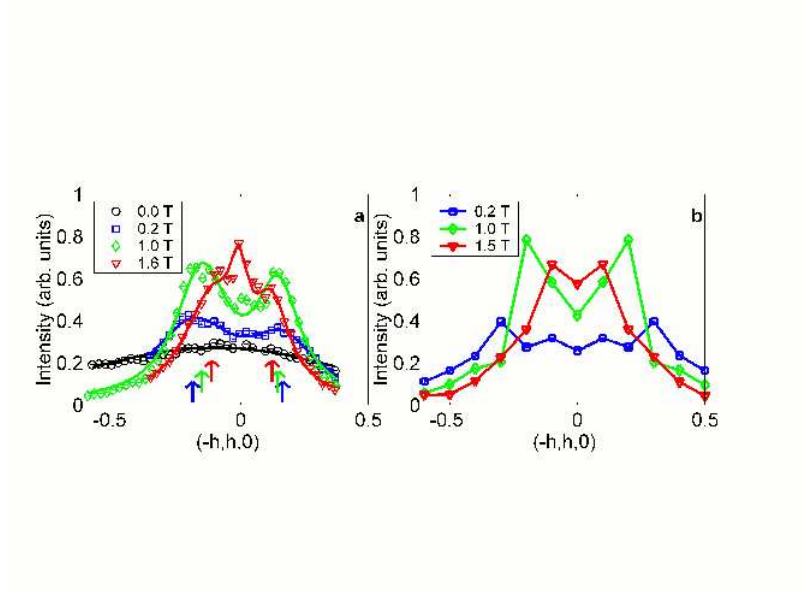 a
Intensity (arb. units)
1
0.8
0.6
0.4
0.2
0
0.0 T
0.2 T
1.0 T
1.6 T
-0.5
0
0.5
(-h,h,0)
b
Intensity (arb. units)
1
0.8
0.6
0.4
0.2
0
0.2 T
1.0 T
1.5 T
-0.5
0
0.5
(-h,h,0)